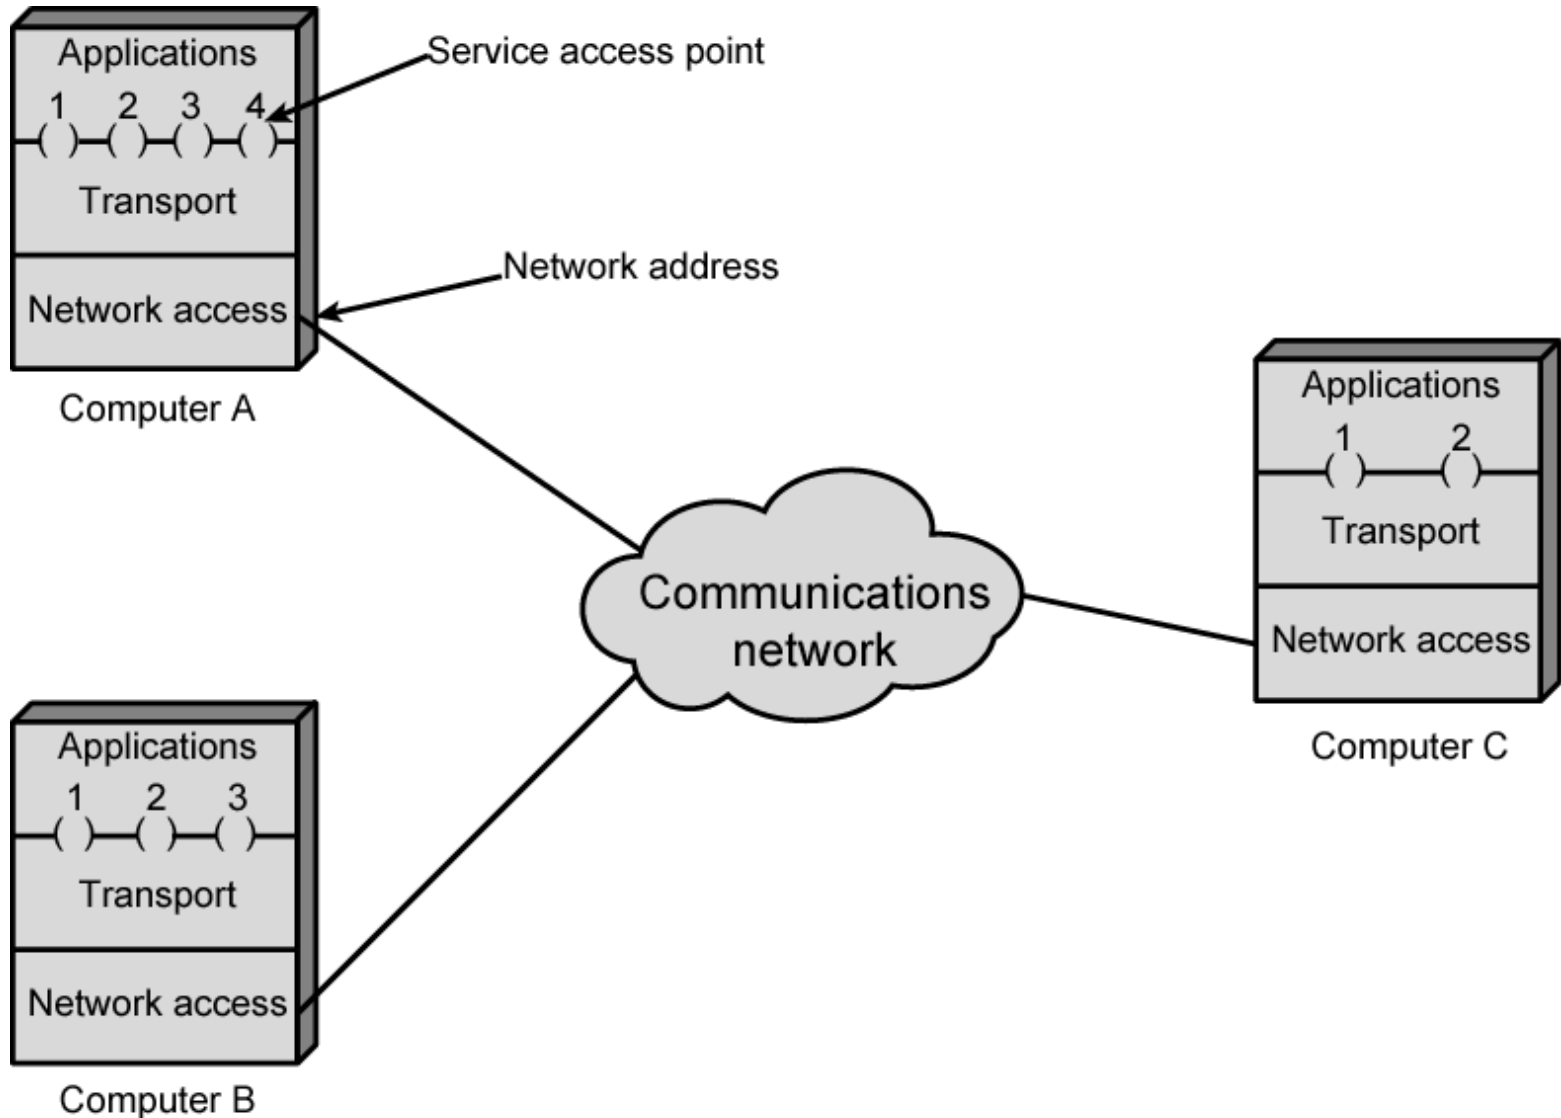 Applications
1 2 3 4
Transport
Network access
Computer A
Service access point
Network address
Communications
network
Applications
1 2
Transport
Network access
Computer C
Applications
1 2 3
Transport
Network access
Computer B